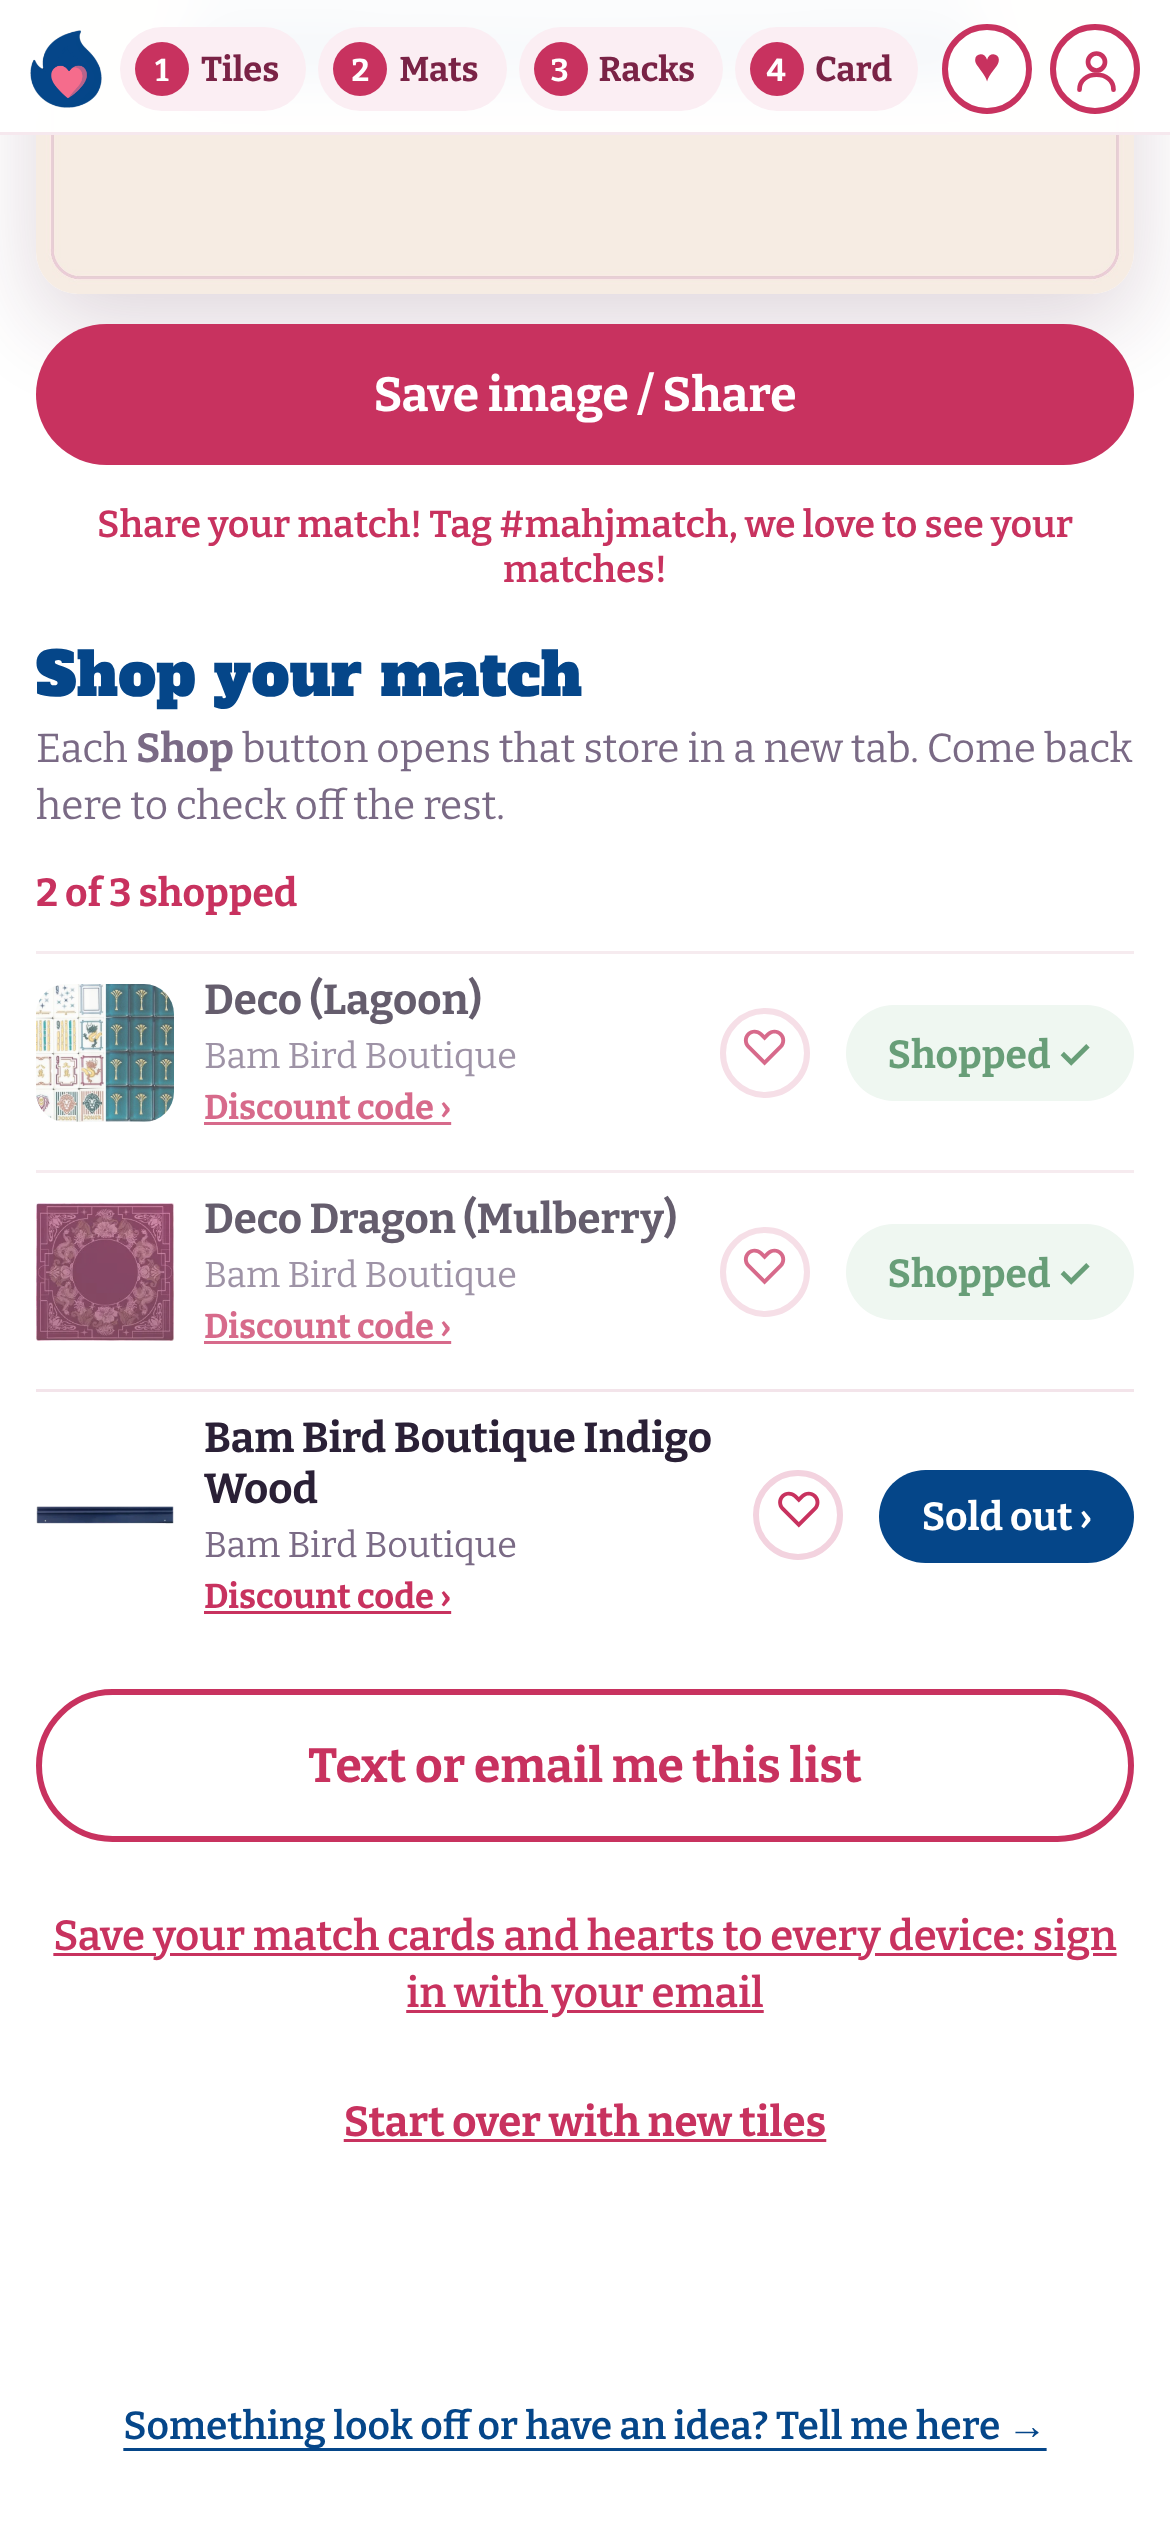 1 Tiles 2 Mats 3 Racks 4 Card
Save image / Share
Share your match! Tag #mahjmatch, we love to see your
matches!
Shop your match
Each Shop button opens that store in a new tab. Come back
here to check off the rest.
2 of 3 shopped
Deco (Lagoon)
Bam Bird Boutique
Discount code ›
Shopped ✓
Deco Dragon (Mulberry)
Bam Bird Boutique
Discount code ›
Shopped ✓
Bam Bird Boutique Indigo
Wood
Bam Bird Boutique
Discount code ›
Sold out ›
Text or email me this list
Save your match cards and hearts to every device: sign
in with your email
Start over with new tiles
Something look off or have an idea? Tell me here →